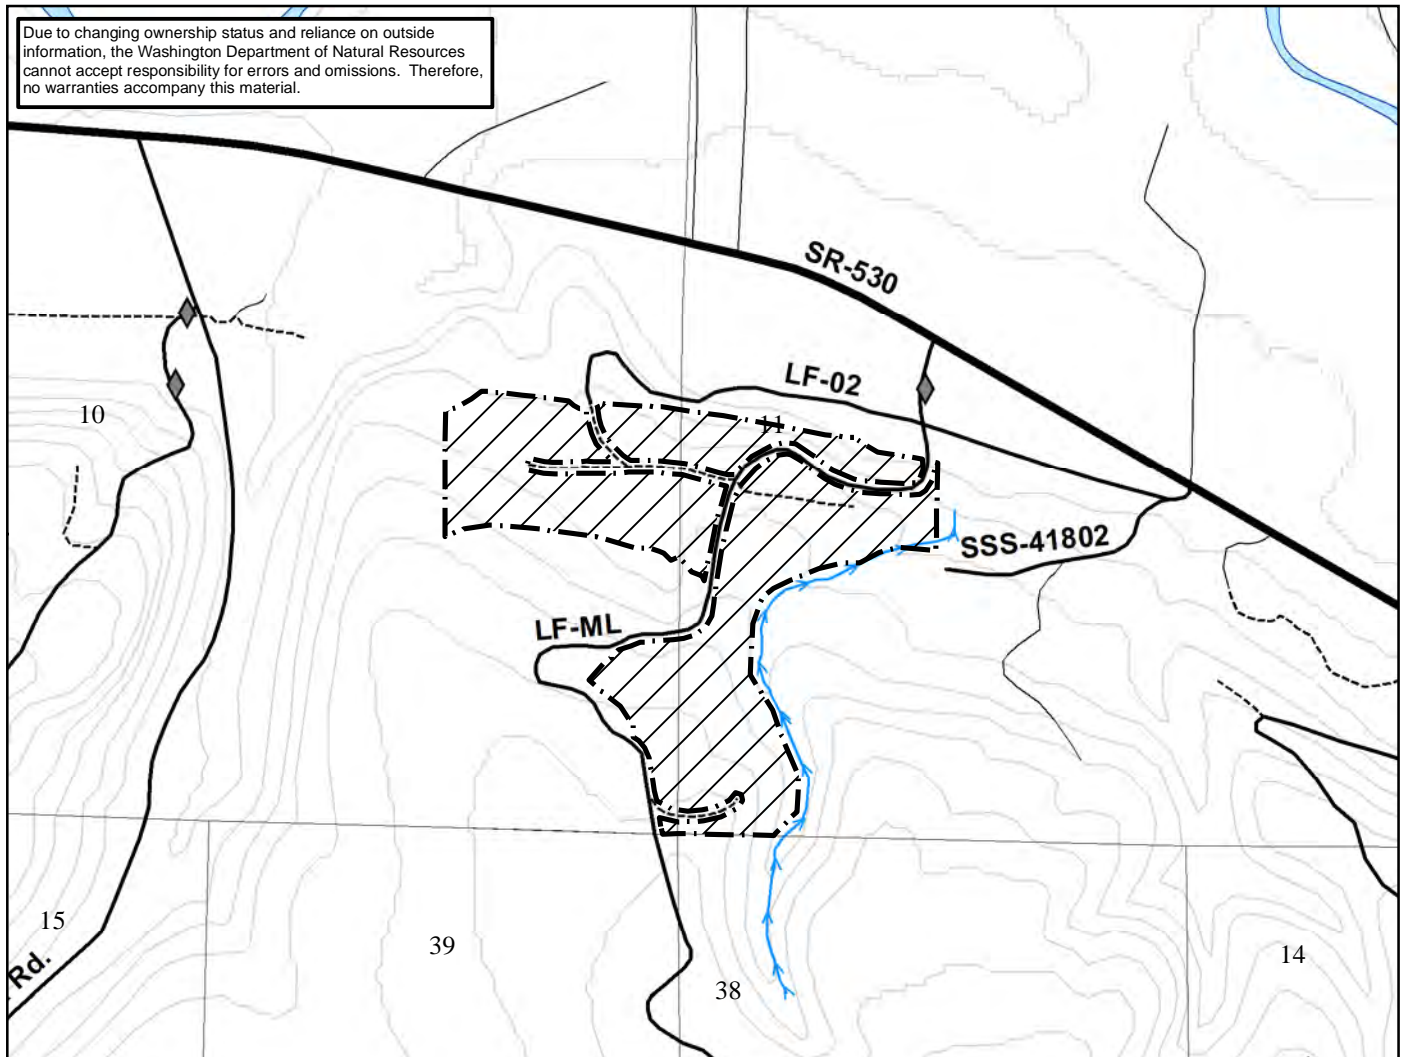 Due to changing ownership status and reliance on outside
information, the Washington Department of Natural Resources
cannot accept responsibility for errors and omissions. Therefore,
no warranties accompany this material.
SR-530
LF-02
10
11
SSS-41802
LF-ML
15
39
14
Rd.
38